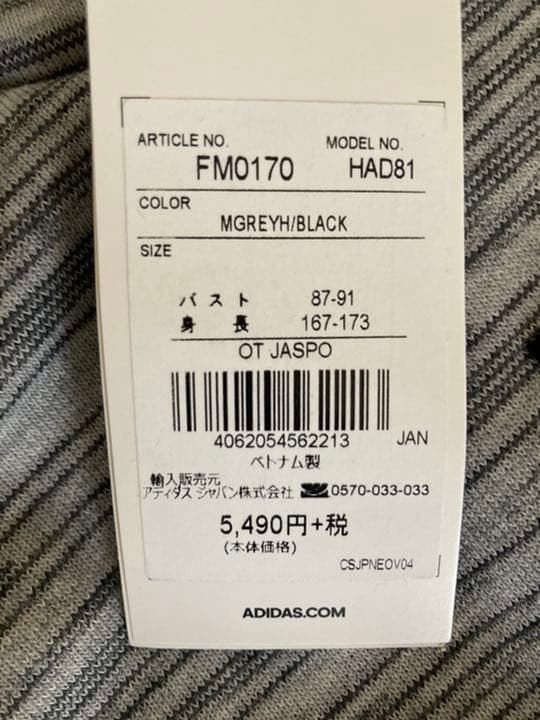 ARTICLE NO. MODEL NO.
FM0170 HAD81
COLOR
MGREYH/BLACK
SIZE
バスト 87-91
身長 167-173
OT JASPO
4062054562213 JAN
ベトナム製
輸入販売元
アディダス ジャパン株式会社 0570-033-033
5,490円+税
(本体価格)
CSJPNEOV04
ADIDAS.COM